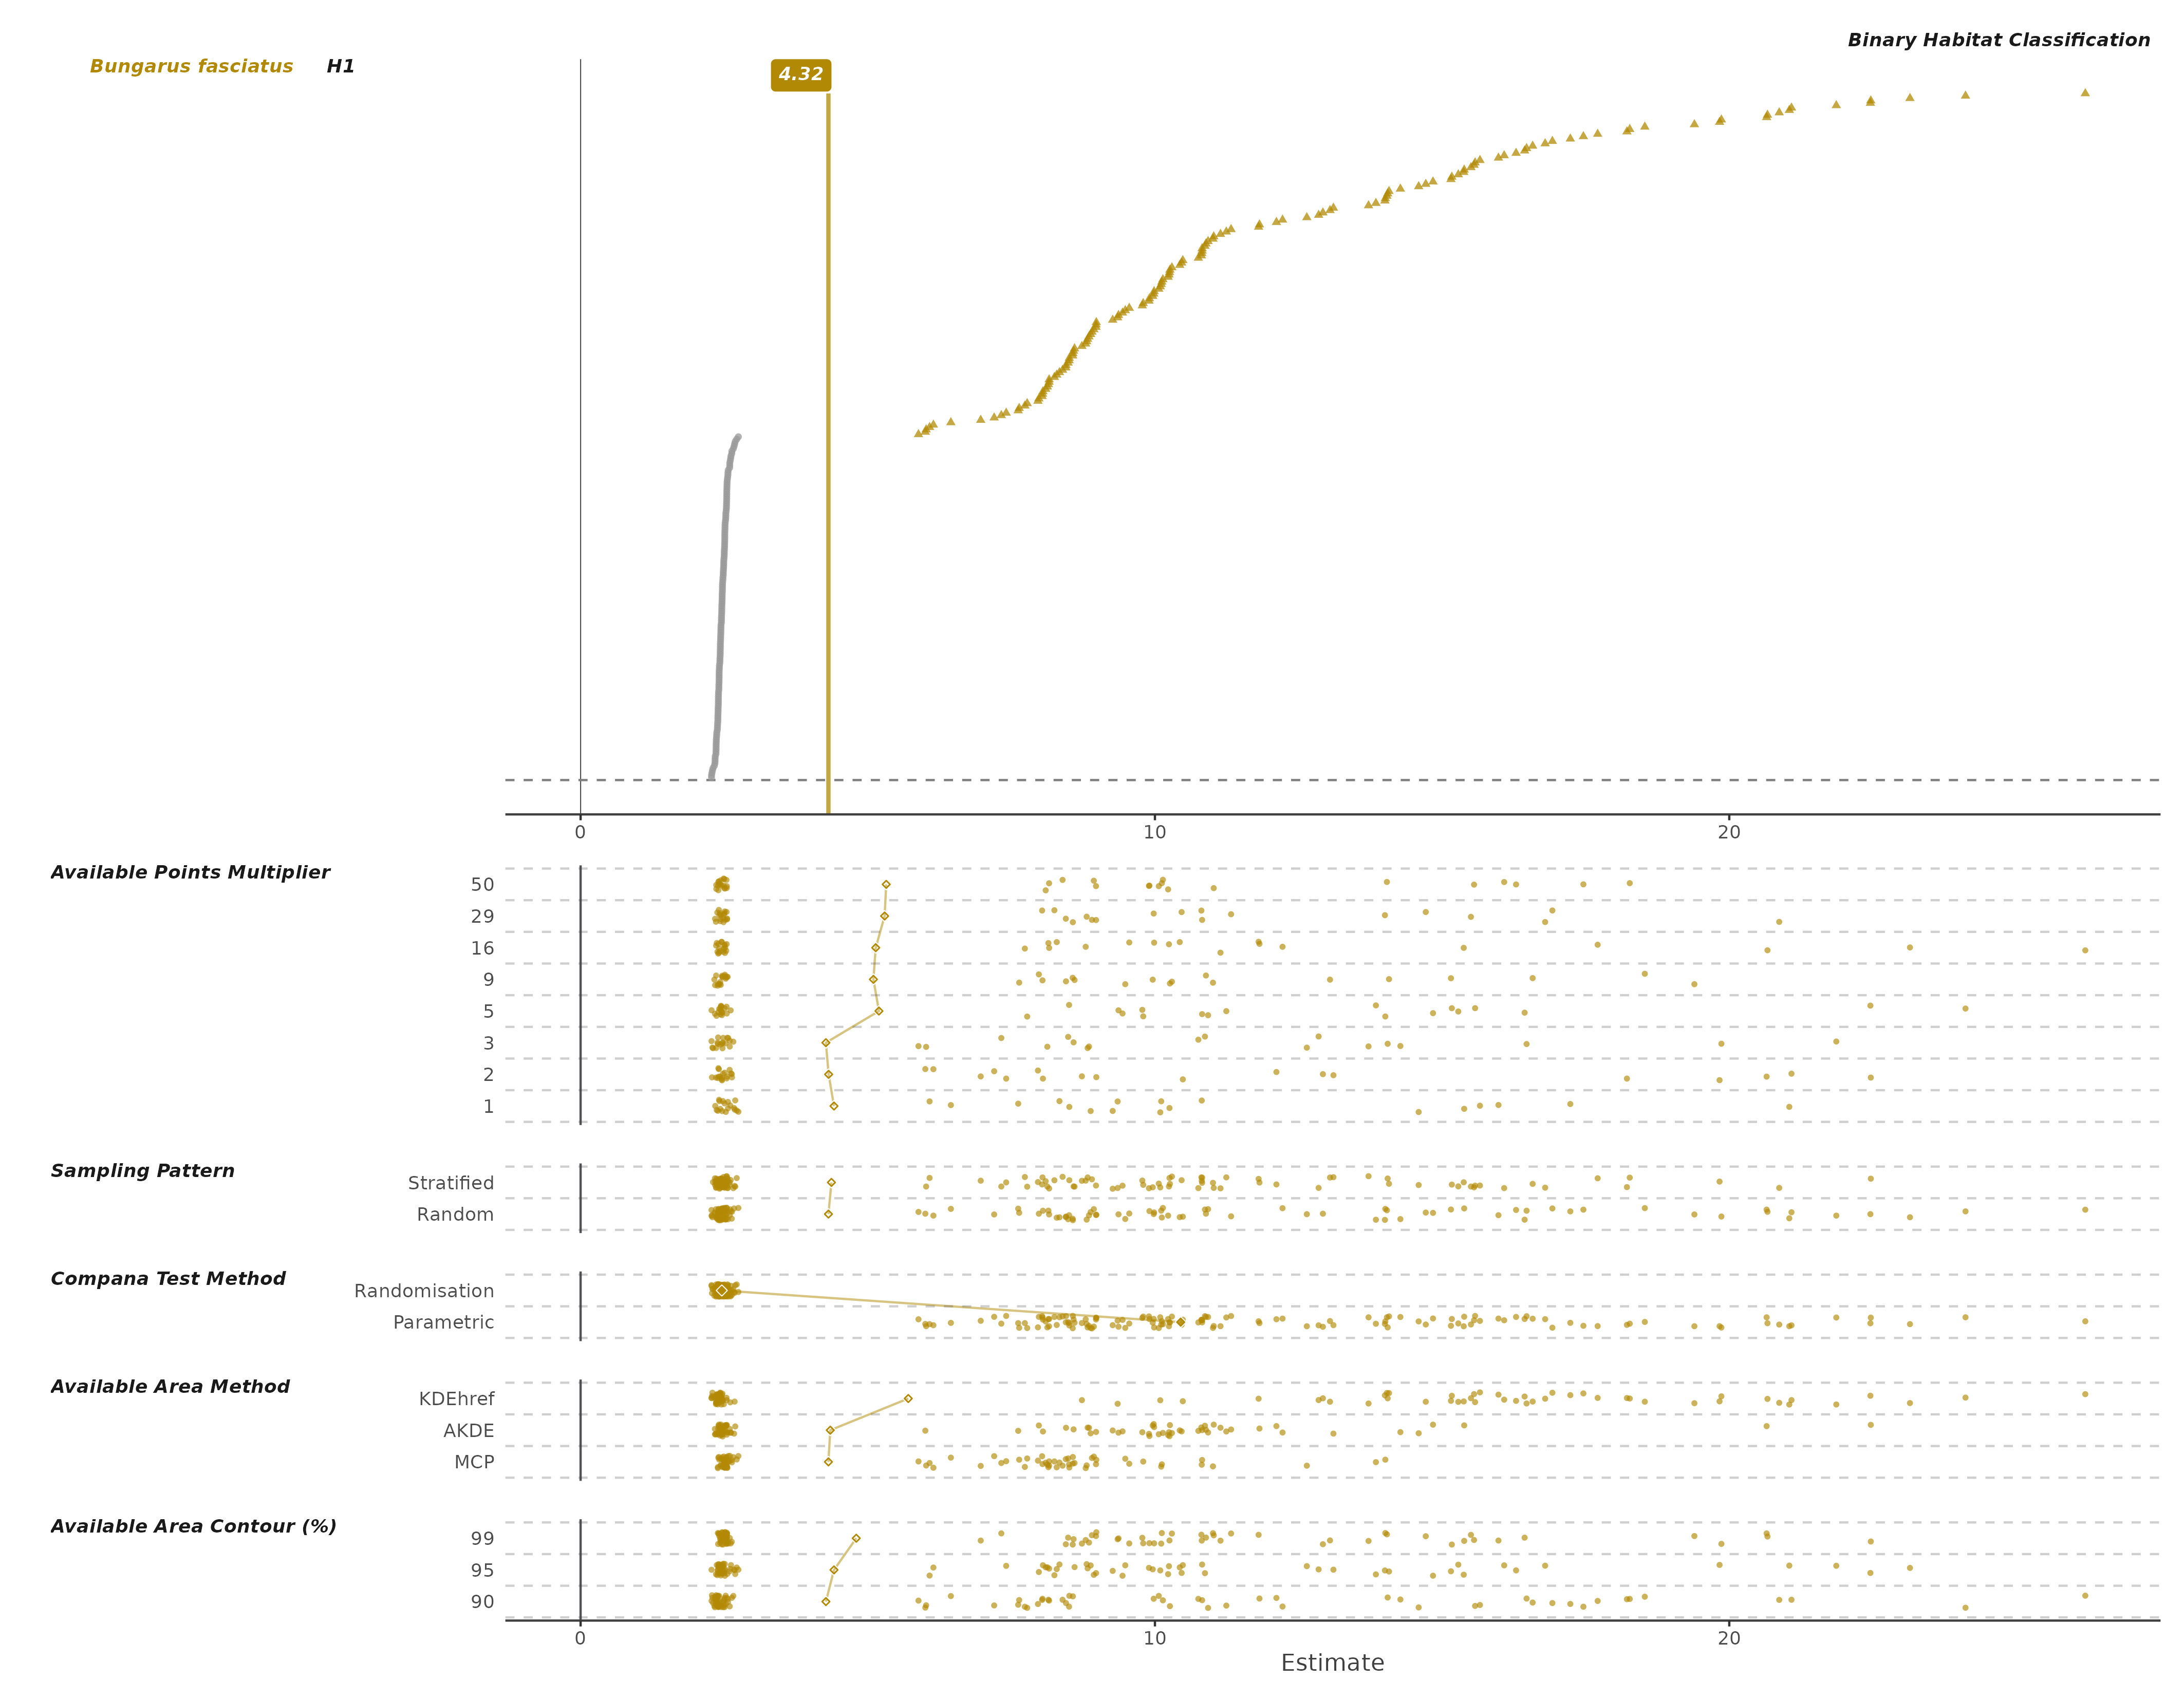 Binary Habitat Classification
Bungarus fasciatus H1
4.32
0 10 20
Available Points Multiplier
50
29
16
9
5
3
2
1
Sampling Pattern
Stratified
Random
Compana Test Method
Randomisation
Parametric
Available Area Method
KDEhref
AKDE
MCP
Available Area Contour (%)
99
95
90
0 10 20
Estimate